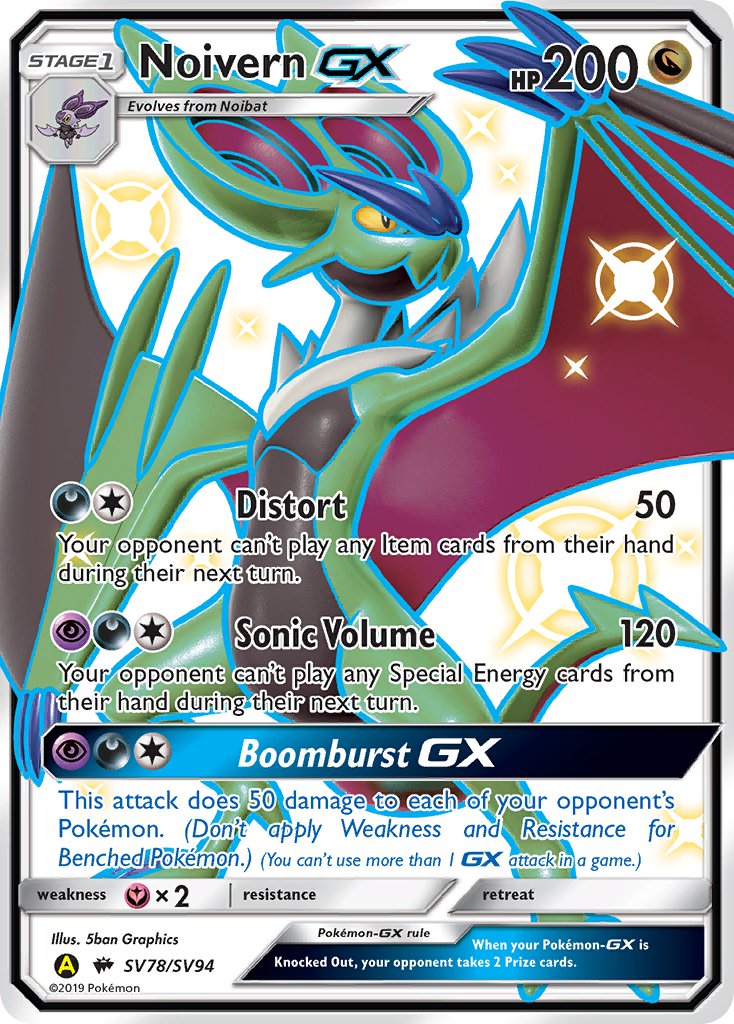 STAGE 1 Noivern GX HP 200
Evolves from Noibat
Distort 50
Your opponent can't play any Item cards from their hand
during their next turn.
Sonic Volume 120
Your opponent can't play any Special Energy cards from
their hand during their next turn.
Boomburst GX
This attack does 50 damage to each of your opponent's
Pokémon. (Don't apply Weakness and Resistance for
Benched Pokémon.) (You can't use more than 1 GX attack in a game.)
weakness × 2 resistance retreat
Illus. 5ban Graphics
A SV78/SV94
©2019 Pokémon
Pokémon-GX rule
When your Pokémon-GX is
Knocked Out, your opponent takes 2 Prize cards.